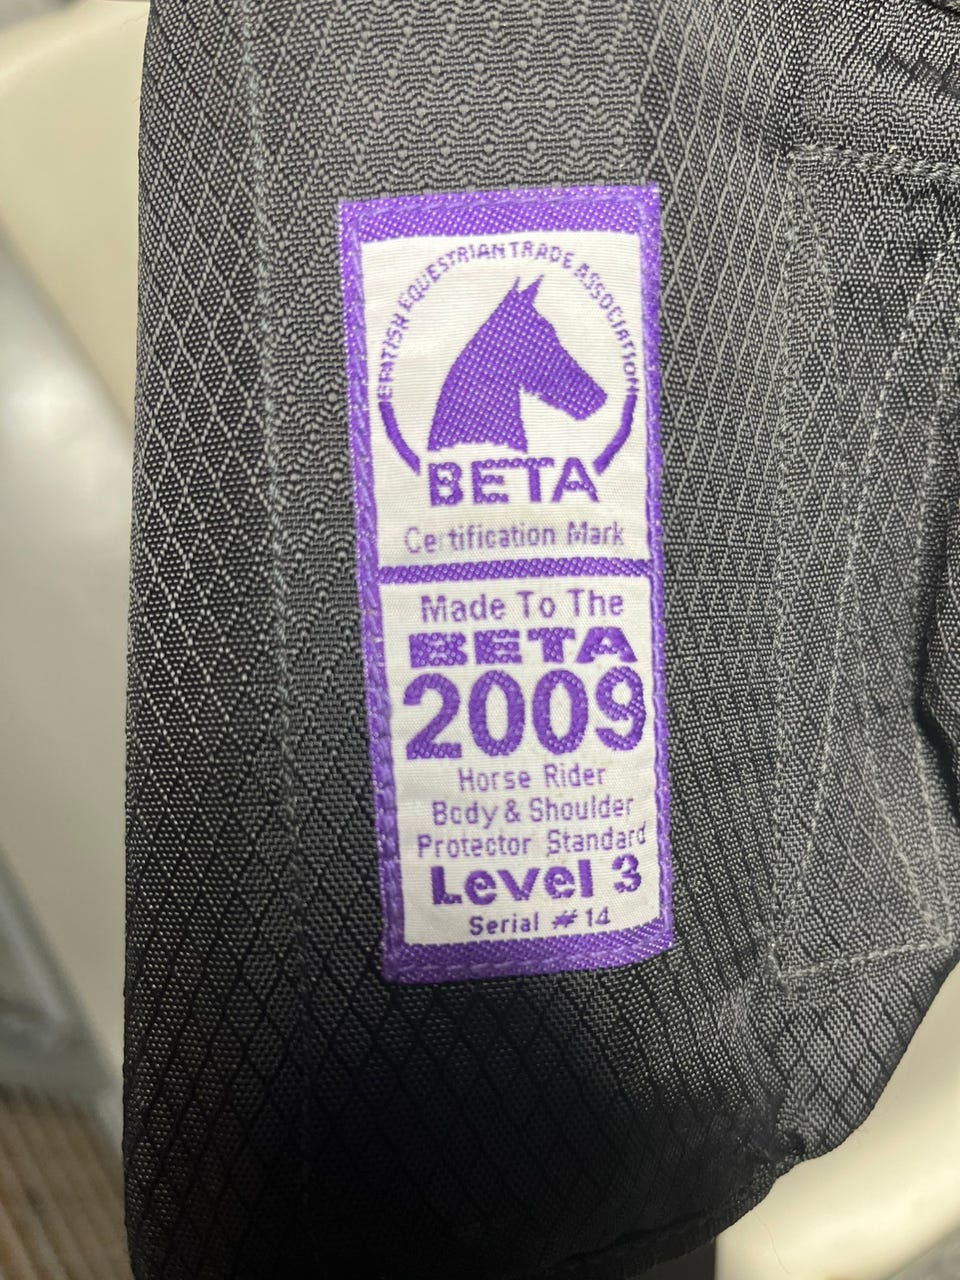 BRITISH EQUESTRIAN TRADE ASSOCIATION
BETA
Certification Mark
Made To The
BETA
2009
Horse Rider
Body & Shoulder
Protector Standard
Level 3
Serial # 14